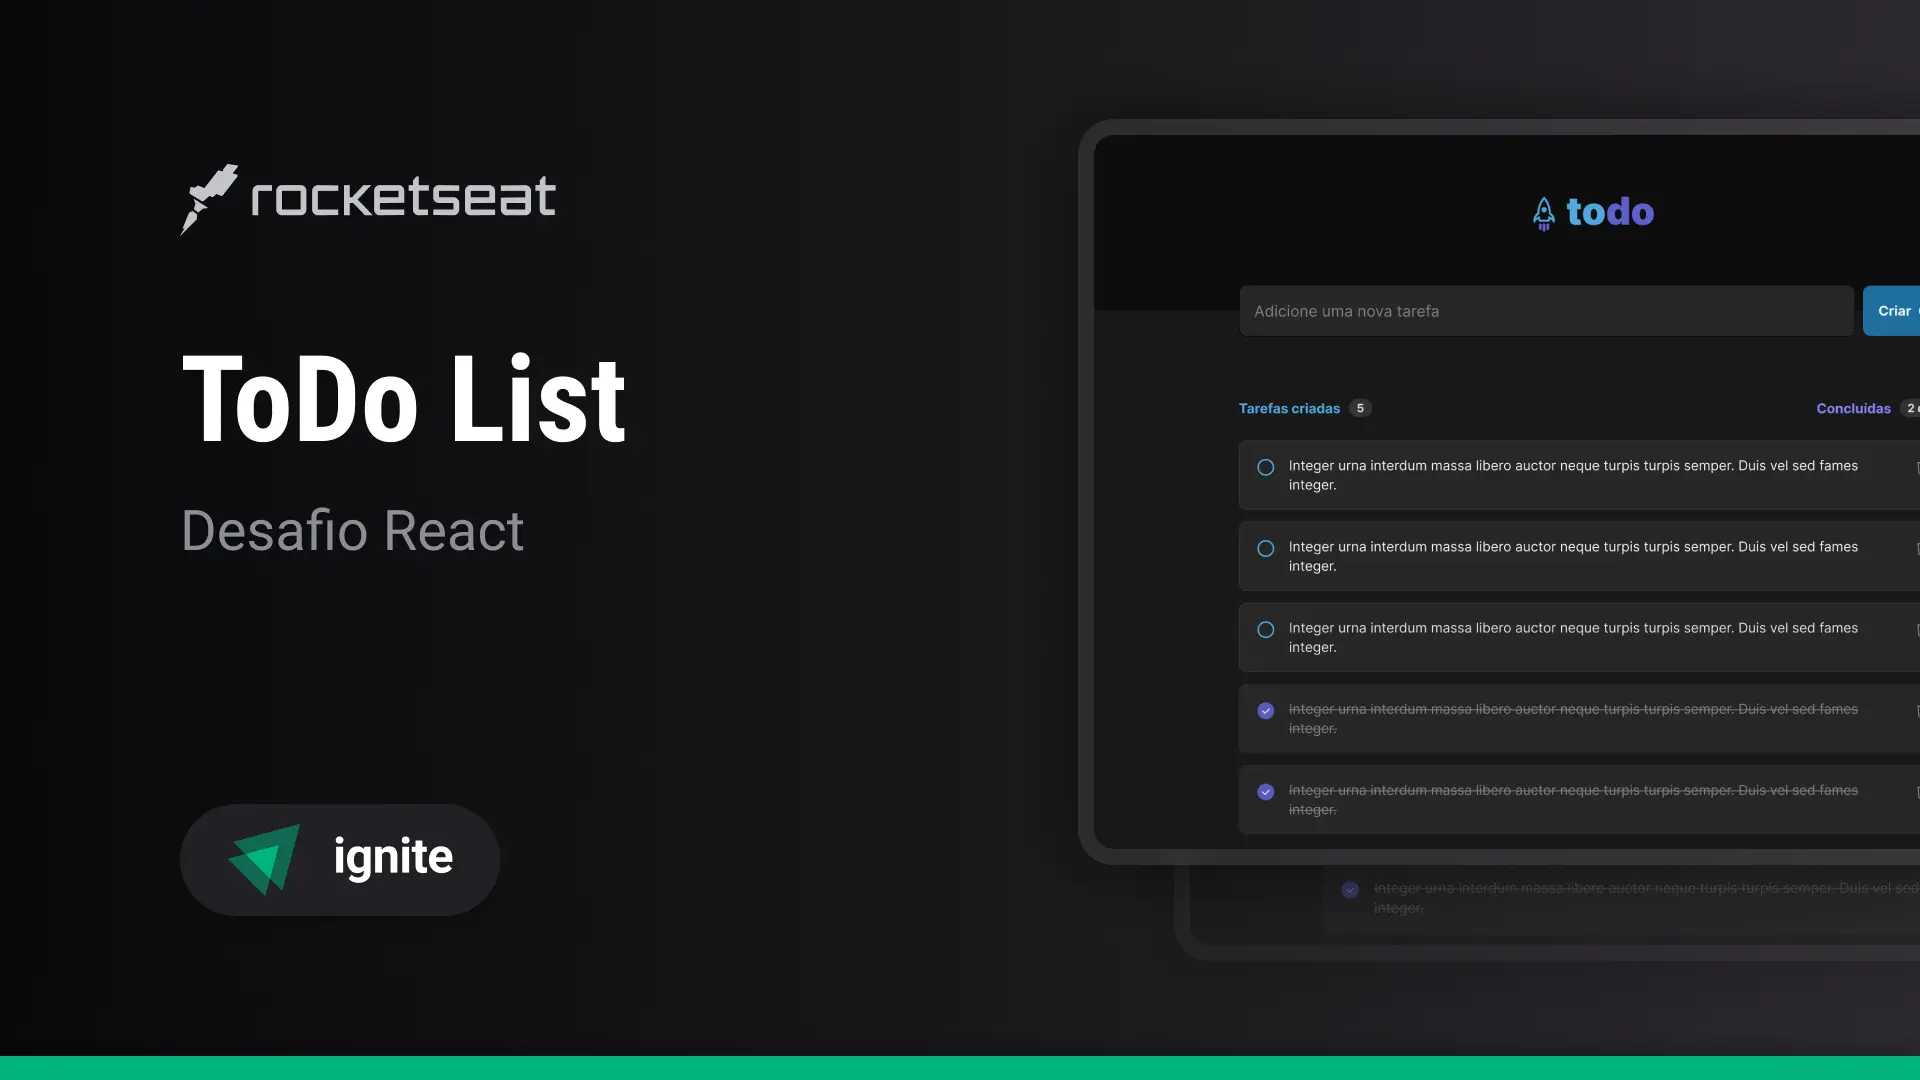 rocketseat
ToDo List
Desafio React
ignite
todo
Adicione uma nova tarefa
Criar
Tarefas criadas 5
Concluídas 2
Integer urna interdum massa libero auctor neque turpis turpis semper. Duis vel sed fames
integer.
Integer urna interdum massa libero auctor neque turpis turpis semper. Duis vel sed fames
integer.
Integer urna interdum massa libero auctor neque turpis turpis semper. Duis vel sed fames
integer.
Integer urna interdum massa libero auctor neque turpis turpis semper. Duis vel sed fames
integer.
Integer urna interdum massa libero auctor neque turpis turpis semper. Duis vel sed fames
integer.
Integer urna interdum massa libero auctor neque turpis turpis semper. Duis vel sed
integer.